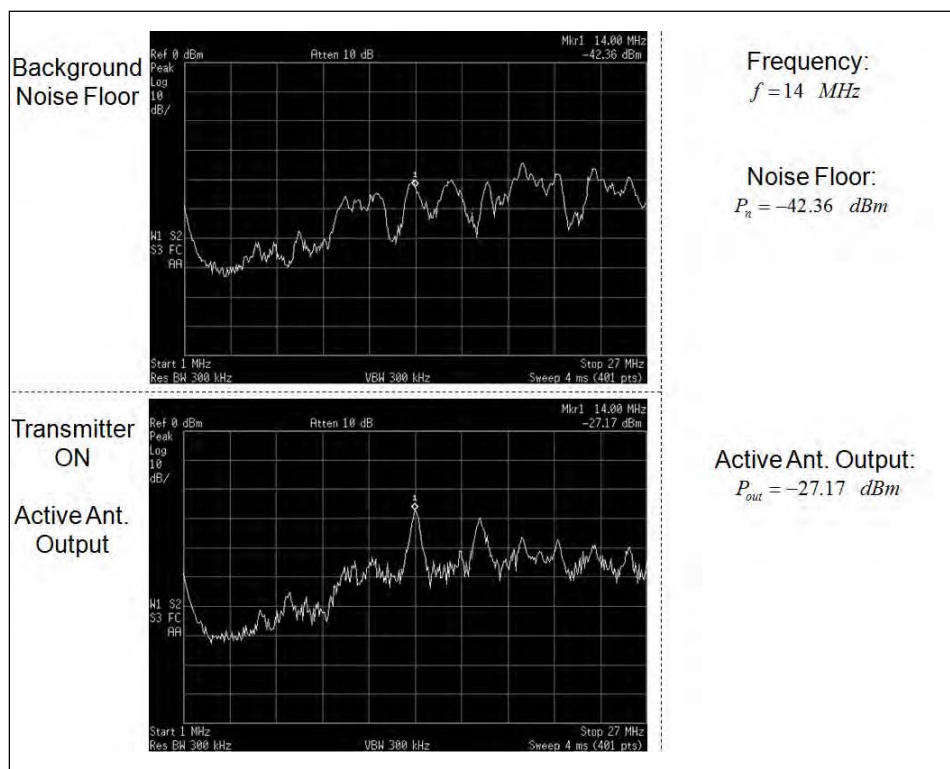 Background
Noise Floor
Mkr1 14.00 MHz
Ref 0 dBm Atten 10 dB -42.36 dBm
Peak
Log
10
dB/
1
W1 S2
S3 FC
AA
Start 1 MHz Stop 27 MHz
Res BW 300 kHz VBW 300 kHz Sweep 4 ms (401 pts)
Frequency:
f = 14 MHz
Noise Floor:
Pn = -42.36 dBm
Transmitter
ON
Active Ant.
Output
Mkr1 14.00 MHz
Ref 0 dBm Atten 10 dB -27.17 dBm
Peak
Log
10
dB/
1
W1 S2
S3 FC
AA
Start 1 MHz Stop 27 MHz
Res BW 300 kHz VBW 300 kHz Sweep 4 ms (401 pts)
Active Ant. Output:
Pout = -27.17 dBm